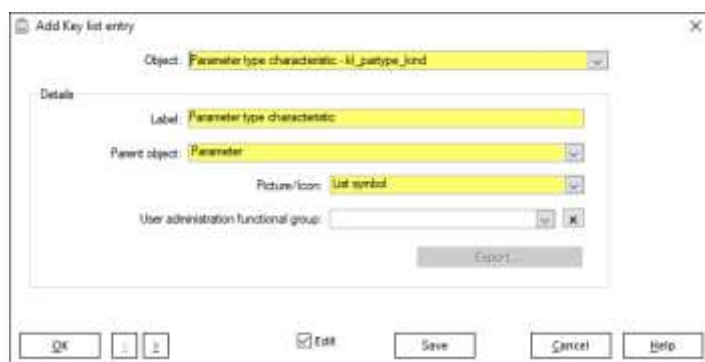 Add Key list entry
Object: Parameter type characteristic - kl_partype_kind
Details
Label: Parameter type characteristic
Parent object: Parameter
Picture/Icon: List symbol
User administration functional group:
Export ...
OK < > Edit Save Cancel Help